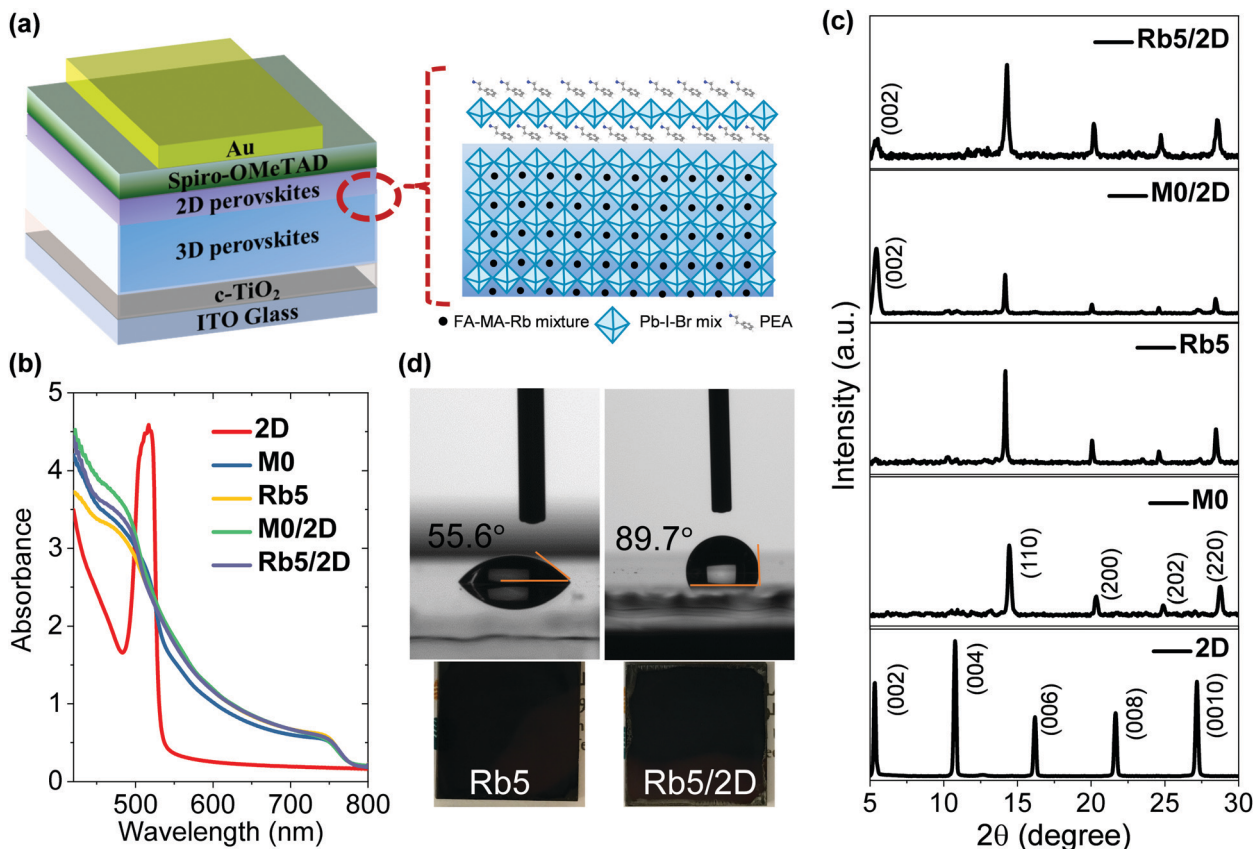 (a)
Au
Spiro-OMeTAD
2D perovskites
3D perovskites
c-TiO₂
ITO Glass
FA-MA-Rb mixture
Pb-I-Br mix
PEA
(b)
5
4
3
2
1
0
Absorbance
500
600
700
800
Wavelength (nm)
2D
M0
Rb5
M0/2D
Rb5/2D
(d)
55.6°
89.7°
Rb5
Rb5/2D
(c)
Intensity (a.u.)
Rb5/2D
(002)
M0/2D
(002)
Rb5
M0
(110)
(200)
(202)
(220)
2D
(002)
(004)
(006)
(008)
(0010)
5
10
15
20
25
30
2θ (degree)